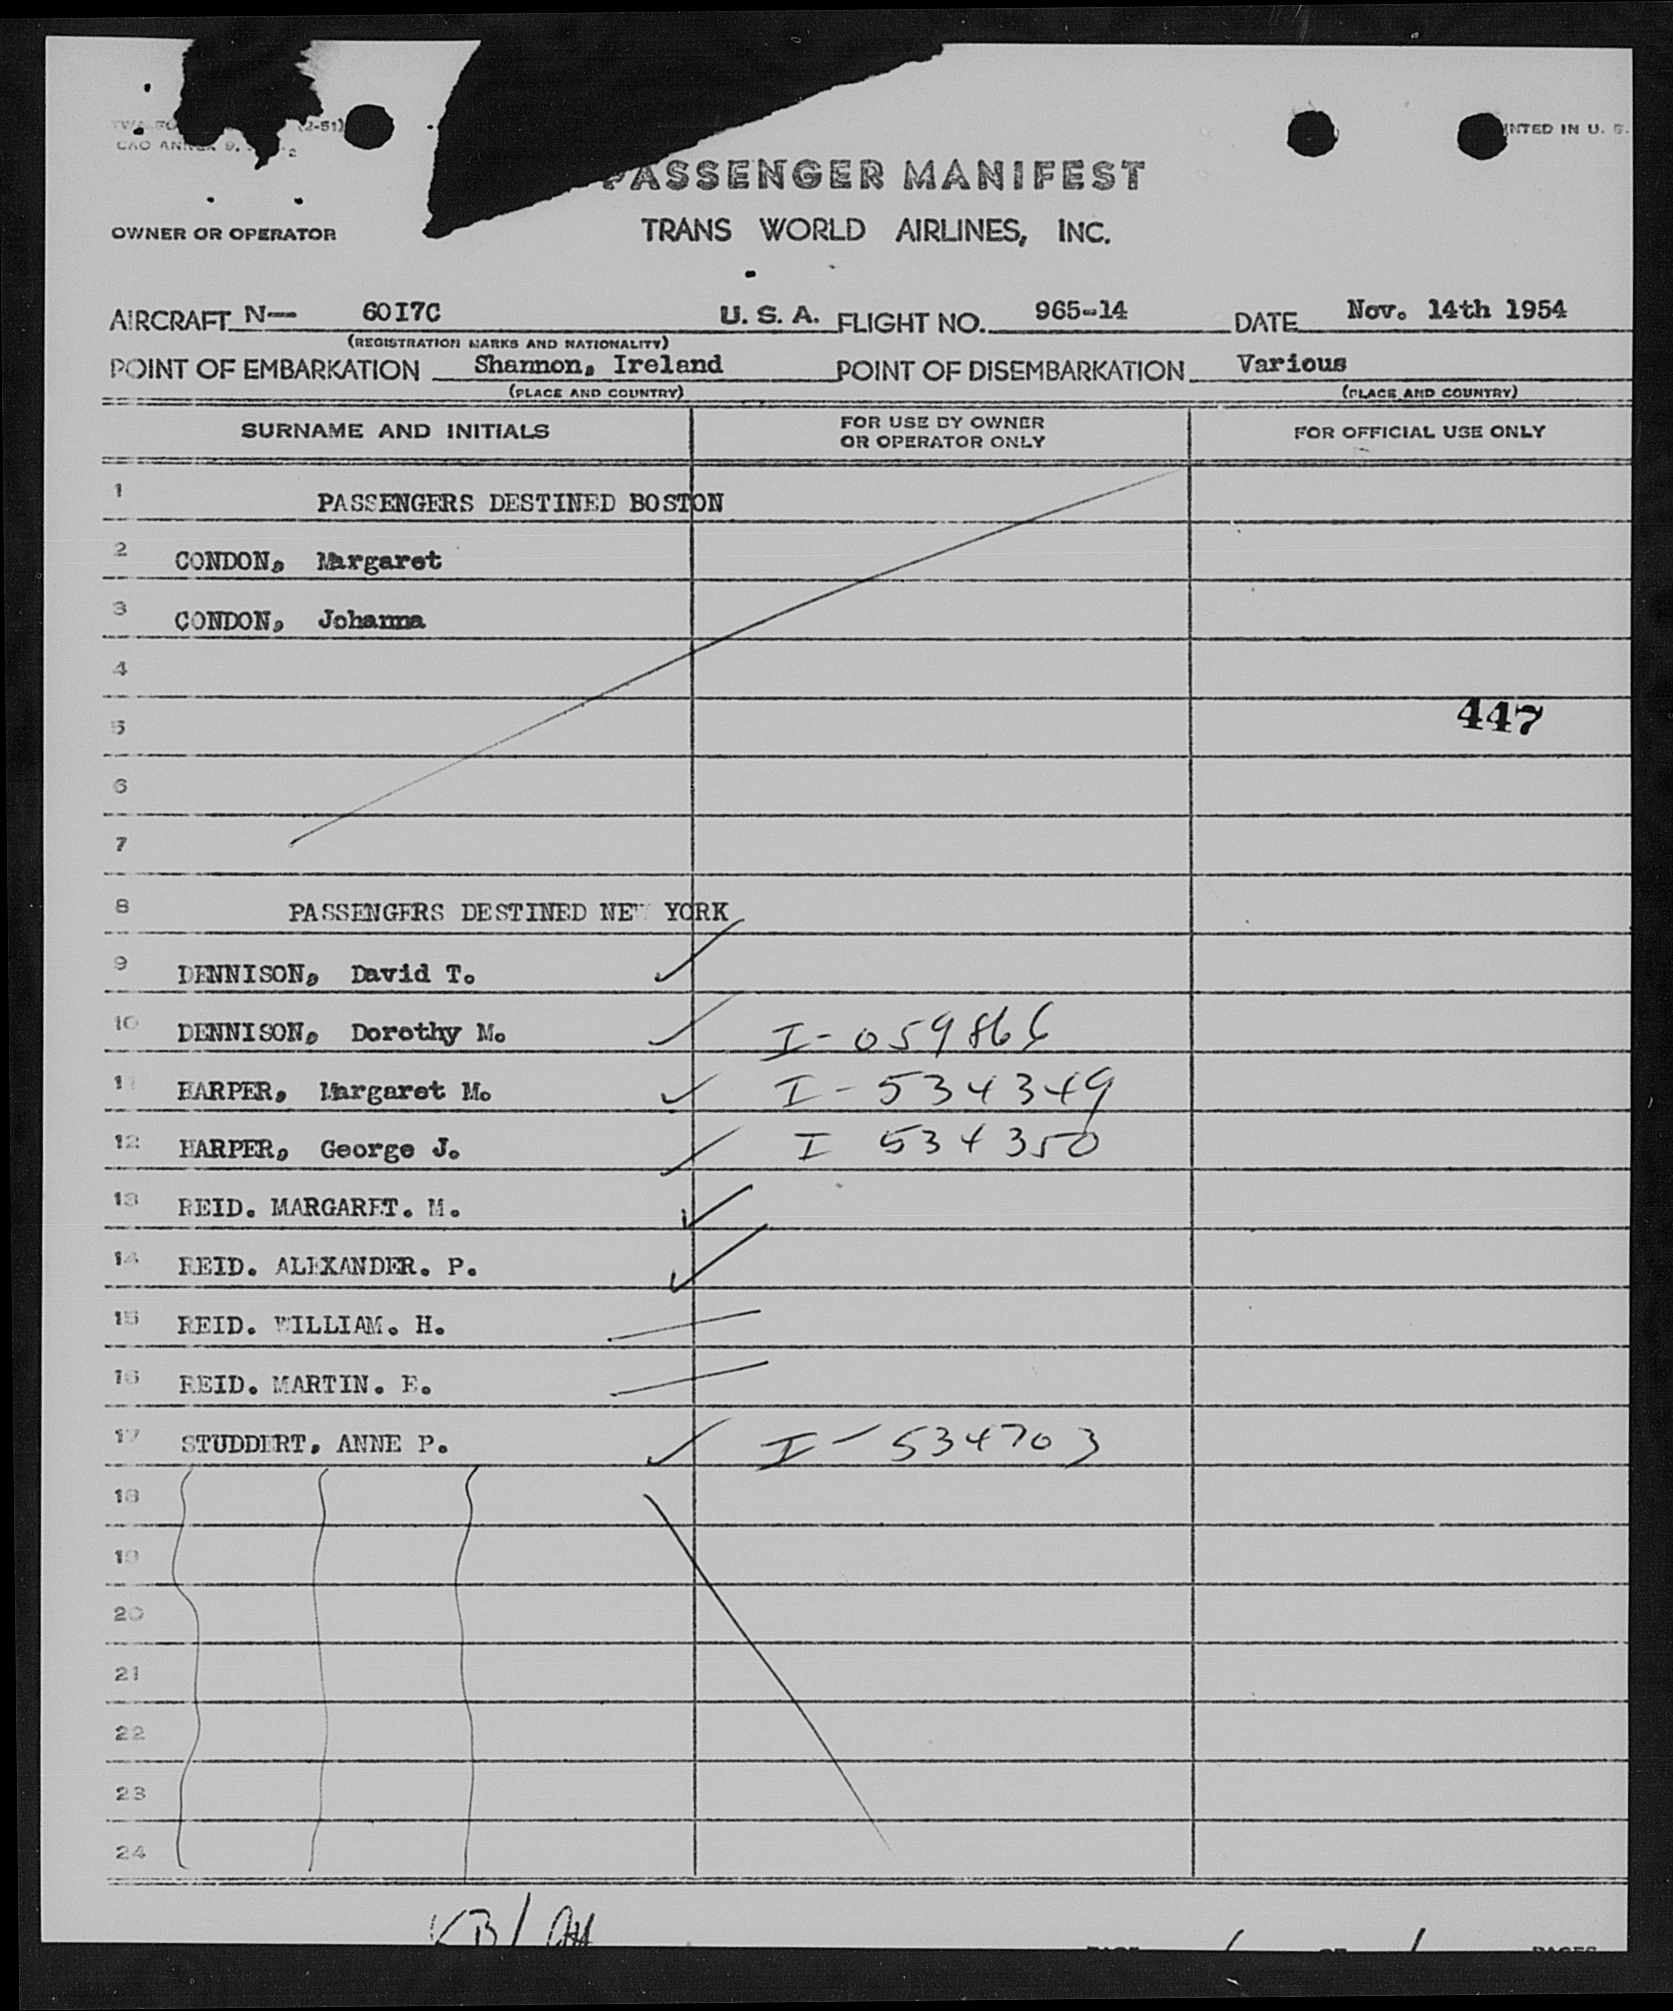 (2-51)
PASSENGER MANIFEST
OWNER OR OPERATOR
TRANS WORLD AIRLINES, INC.
AIRCRAFT N— 60I7C U. S. A. FLIGHT NO. 965-14 DATE Nov. 14th 1954
(REGISTRATION MARKS AND NATIONALITY)
POINT OF EMBARKATION Shannon, Ireland POINT OF DISEMBARKATION Various
(PLACE AND COUNTRY) (PLACE AND COUNTRY)
SURNAME AND INITIALS FOR USE BY OWNER OR OPERATOR ONLY FOR OFFICIAL USE ONLY
1 PASSENGERS DESTINED BOSTON
2 CONDON, Margaret
3 CONDON, Johanna
4
5 447
6
7
8 PASSENGERS DESTINED NEW YORK
9 DENNISON, David T.
10 DENNISON, Dorothy M. I-059866
11 HARPER, Margaret M. I-534349
12 HARPER, George J. I 534350
13 REID. MARGARET. M.
14 REID. ALEXANDER. P.
15 REID. WILLIAM. H.
16 REID. MARTIN. E.
17 STUDDERT, ANNE P. I-534703
18
19
20
21
22
23
24